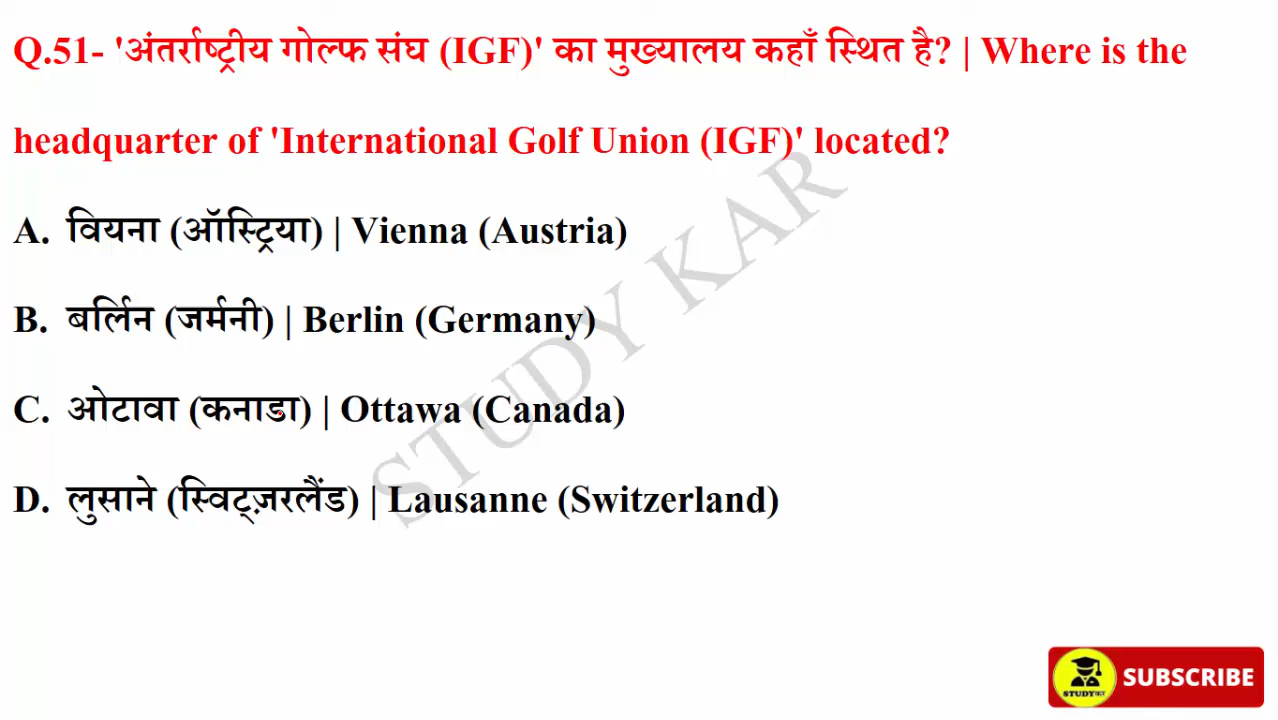 Q.51- 'अंतर्राष्ट्रीय गोल्फ संघ (IGF)' का मुख्यालय कहाँ स्थित है? | Where is the
headquarter of 'International Golf Union (IGF)' located?
A. वियना (ऑस्ट्रिया) | Vienna (Austria)
B. बर्लिन (जर्मनी) | Berlin (Germany)
C. ओटावा (कनाडा) | Ottawa (Canada)
D. लुसाने (स्विट्ज़रलैंड) | Lausanne (Switzerland)
STUDY KAR
STUDYकर
SUBSCRIBE